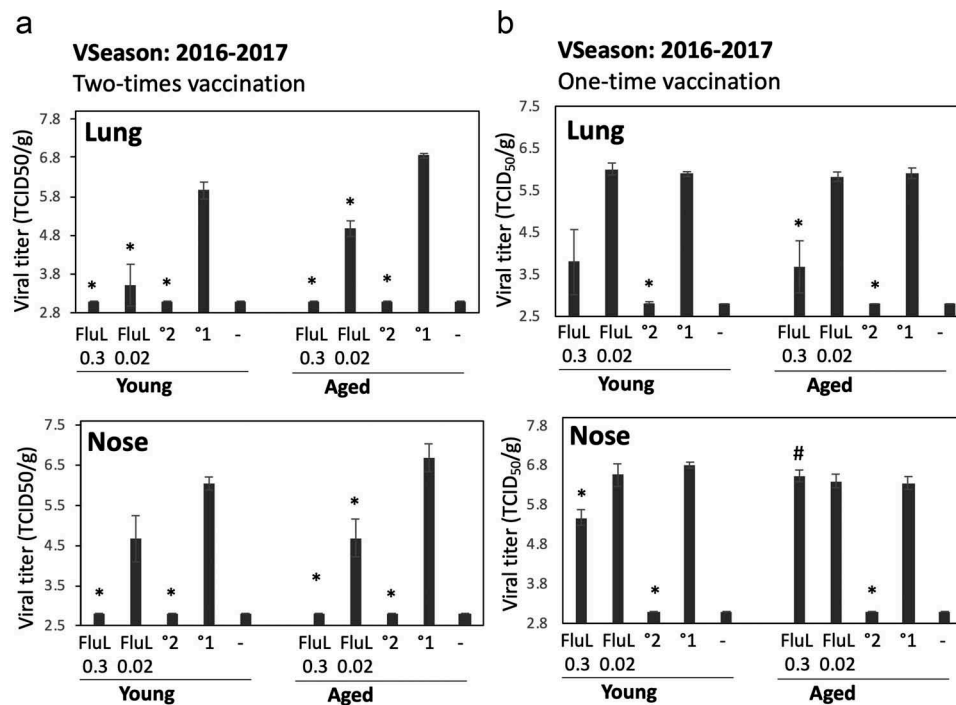 a
VSeason: 2016-2017
Two-times vaccination
Viral titer (TCID50/g)
7.8
6.8
5.8
4.8
3.8
2.8
Lung
* * * * * *
FluL FluL °2 °1 - FluL FluL °2 °1 -
0.3 0.02 0.3 0.02
Young Aged
Viral titer (TCID50/g)
7.5
6.5
5.5
4.5
3.5
2.5
Nose
* * * * *
FluL FluL °2 °1 - FluL FluL °2 °1 -
0.3 0.02 0.3 0.02
Young Aged
b
VSeason: 2016-2017
One-time vaccination
Viral titer (TCID₅₀/g)
7.5
6.5
5.5
4.5
3.5
2.5
Lung
* * *
FluL FluL °2 °1 - FluL FluL °2 °1 -
0.3 0.02 0.3 0.02
Young Aged
Viral titer (TCID₅₀/g)
7.8
6.8
5.8
4.8
3.8
2.8
Nose
* * # *
FluL FluL °2 °1 - FluL FluL °2 °1 -
0.3 0.02 0.3 0.02
Young Aged